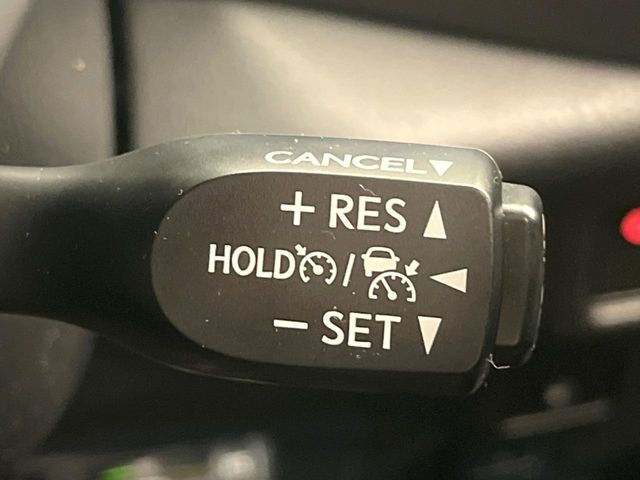 CANCEL▼
+ RES ▲
HOLD / ◀
− SET ▼